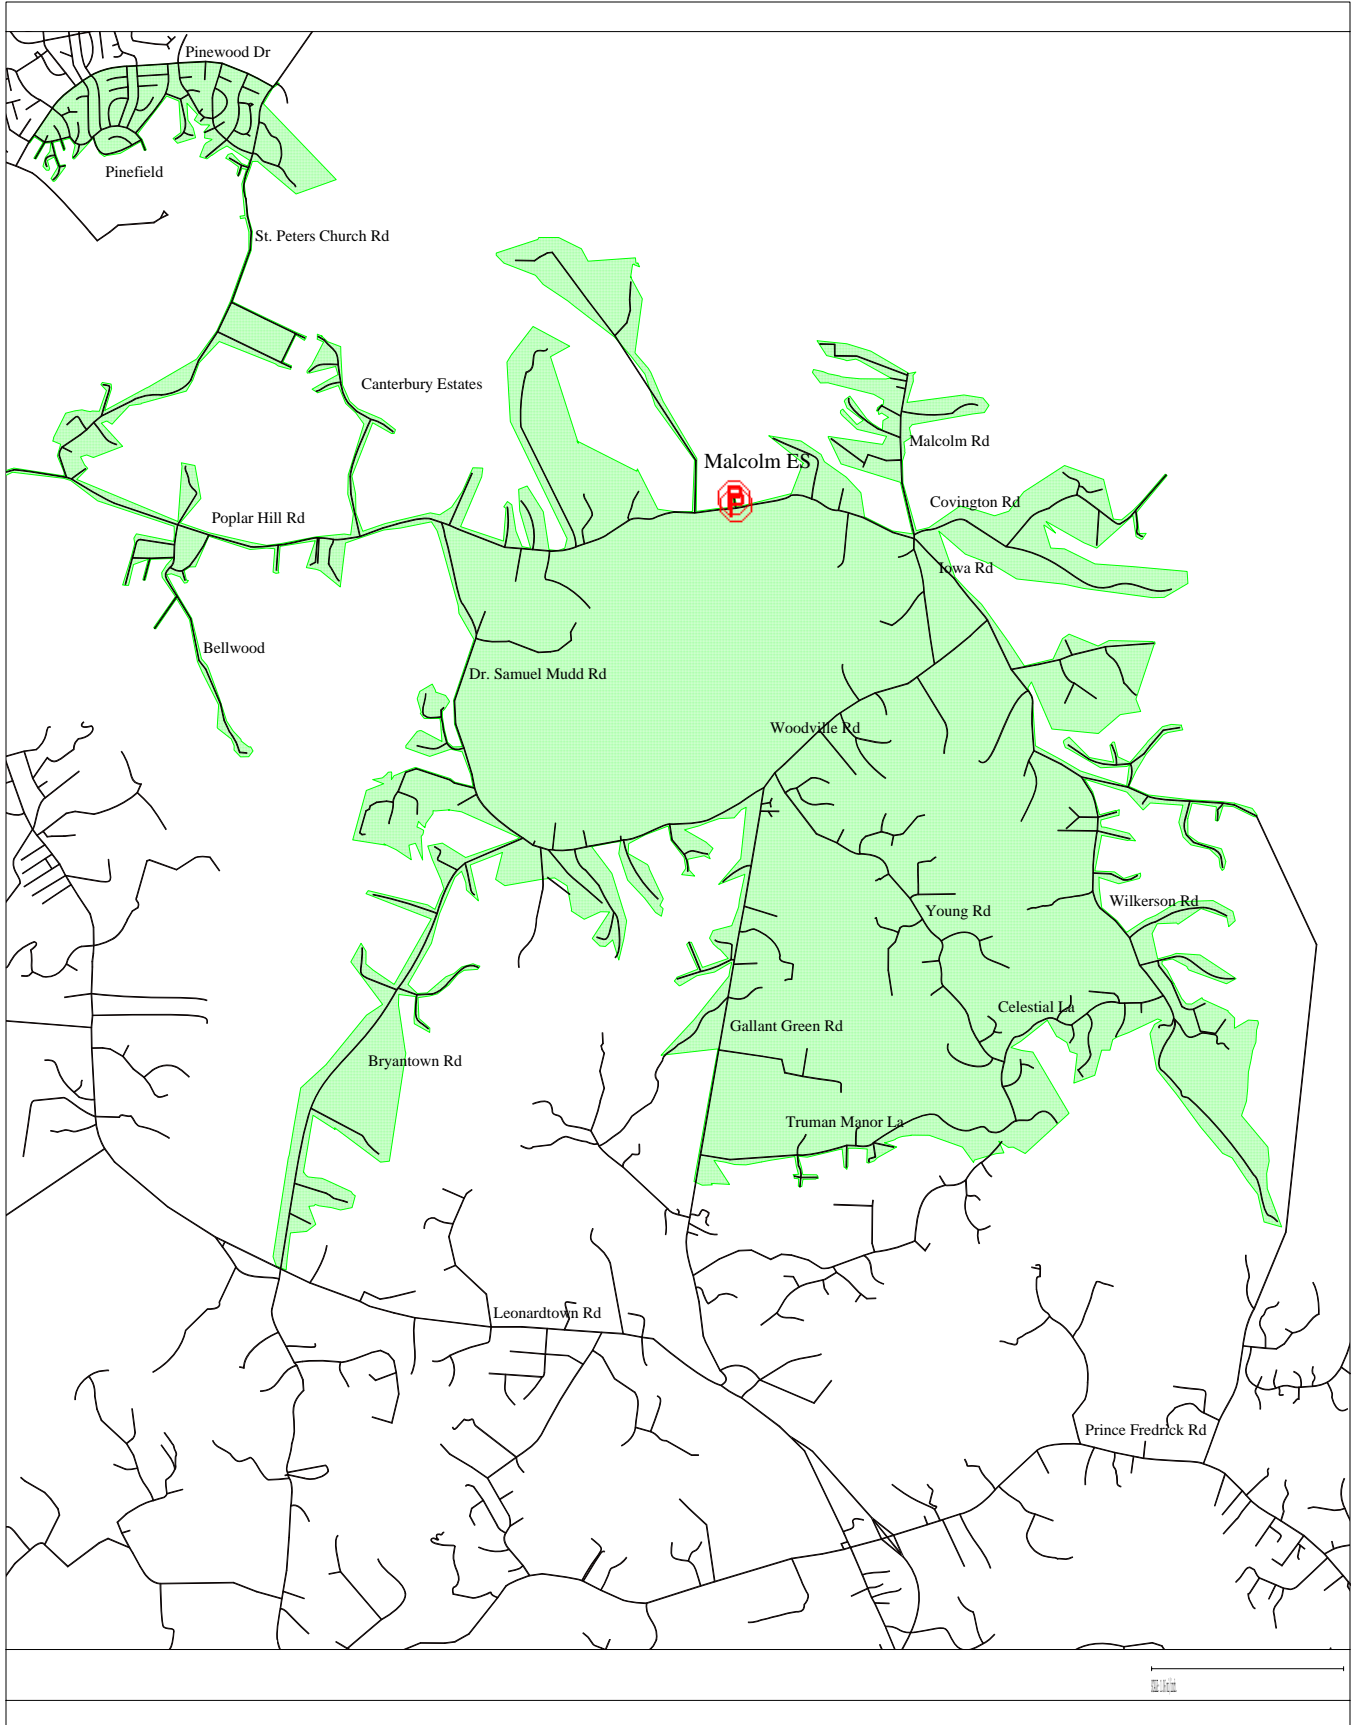 Pinewood Dr
Pinefield
St. Peters Church Rd
Canterbury Estates
Malcolm Rd
Malcolm ES
P
Covington Rd
Poplar Hill Rd
Iowa Rd
Bellwood
Dr. Samuel Mudd Rd
Woodville Rd
Wilkerson Rd
Young Rd
Celestial La
Gallant Green Rd
Bryantown Rd
Truman Manor La
Leonardtown Rd
Prince Fredrick Rd